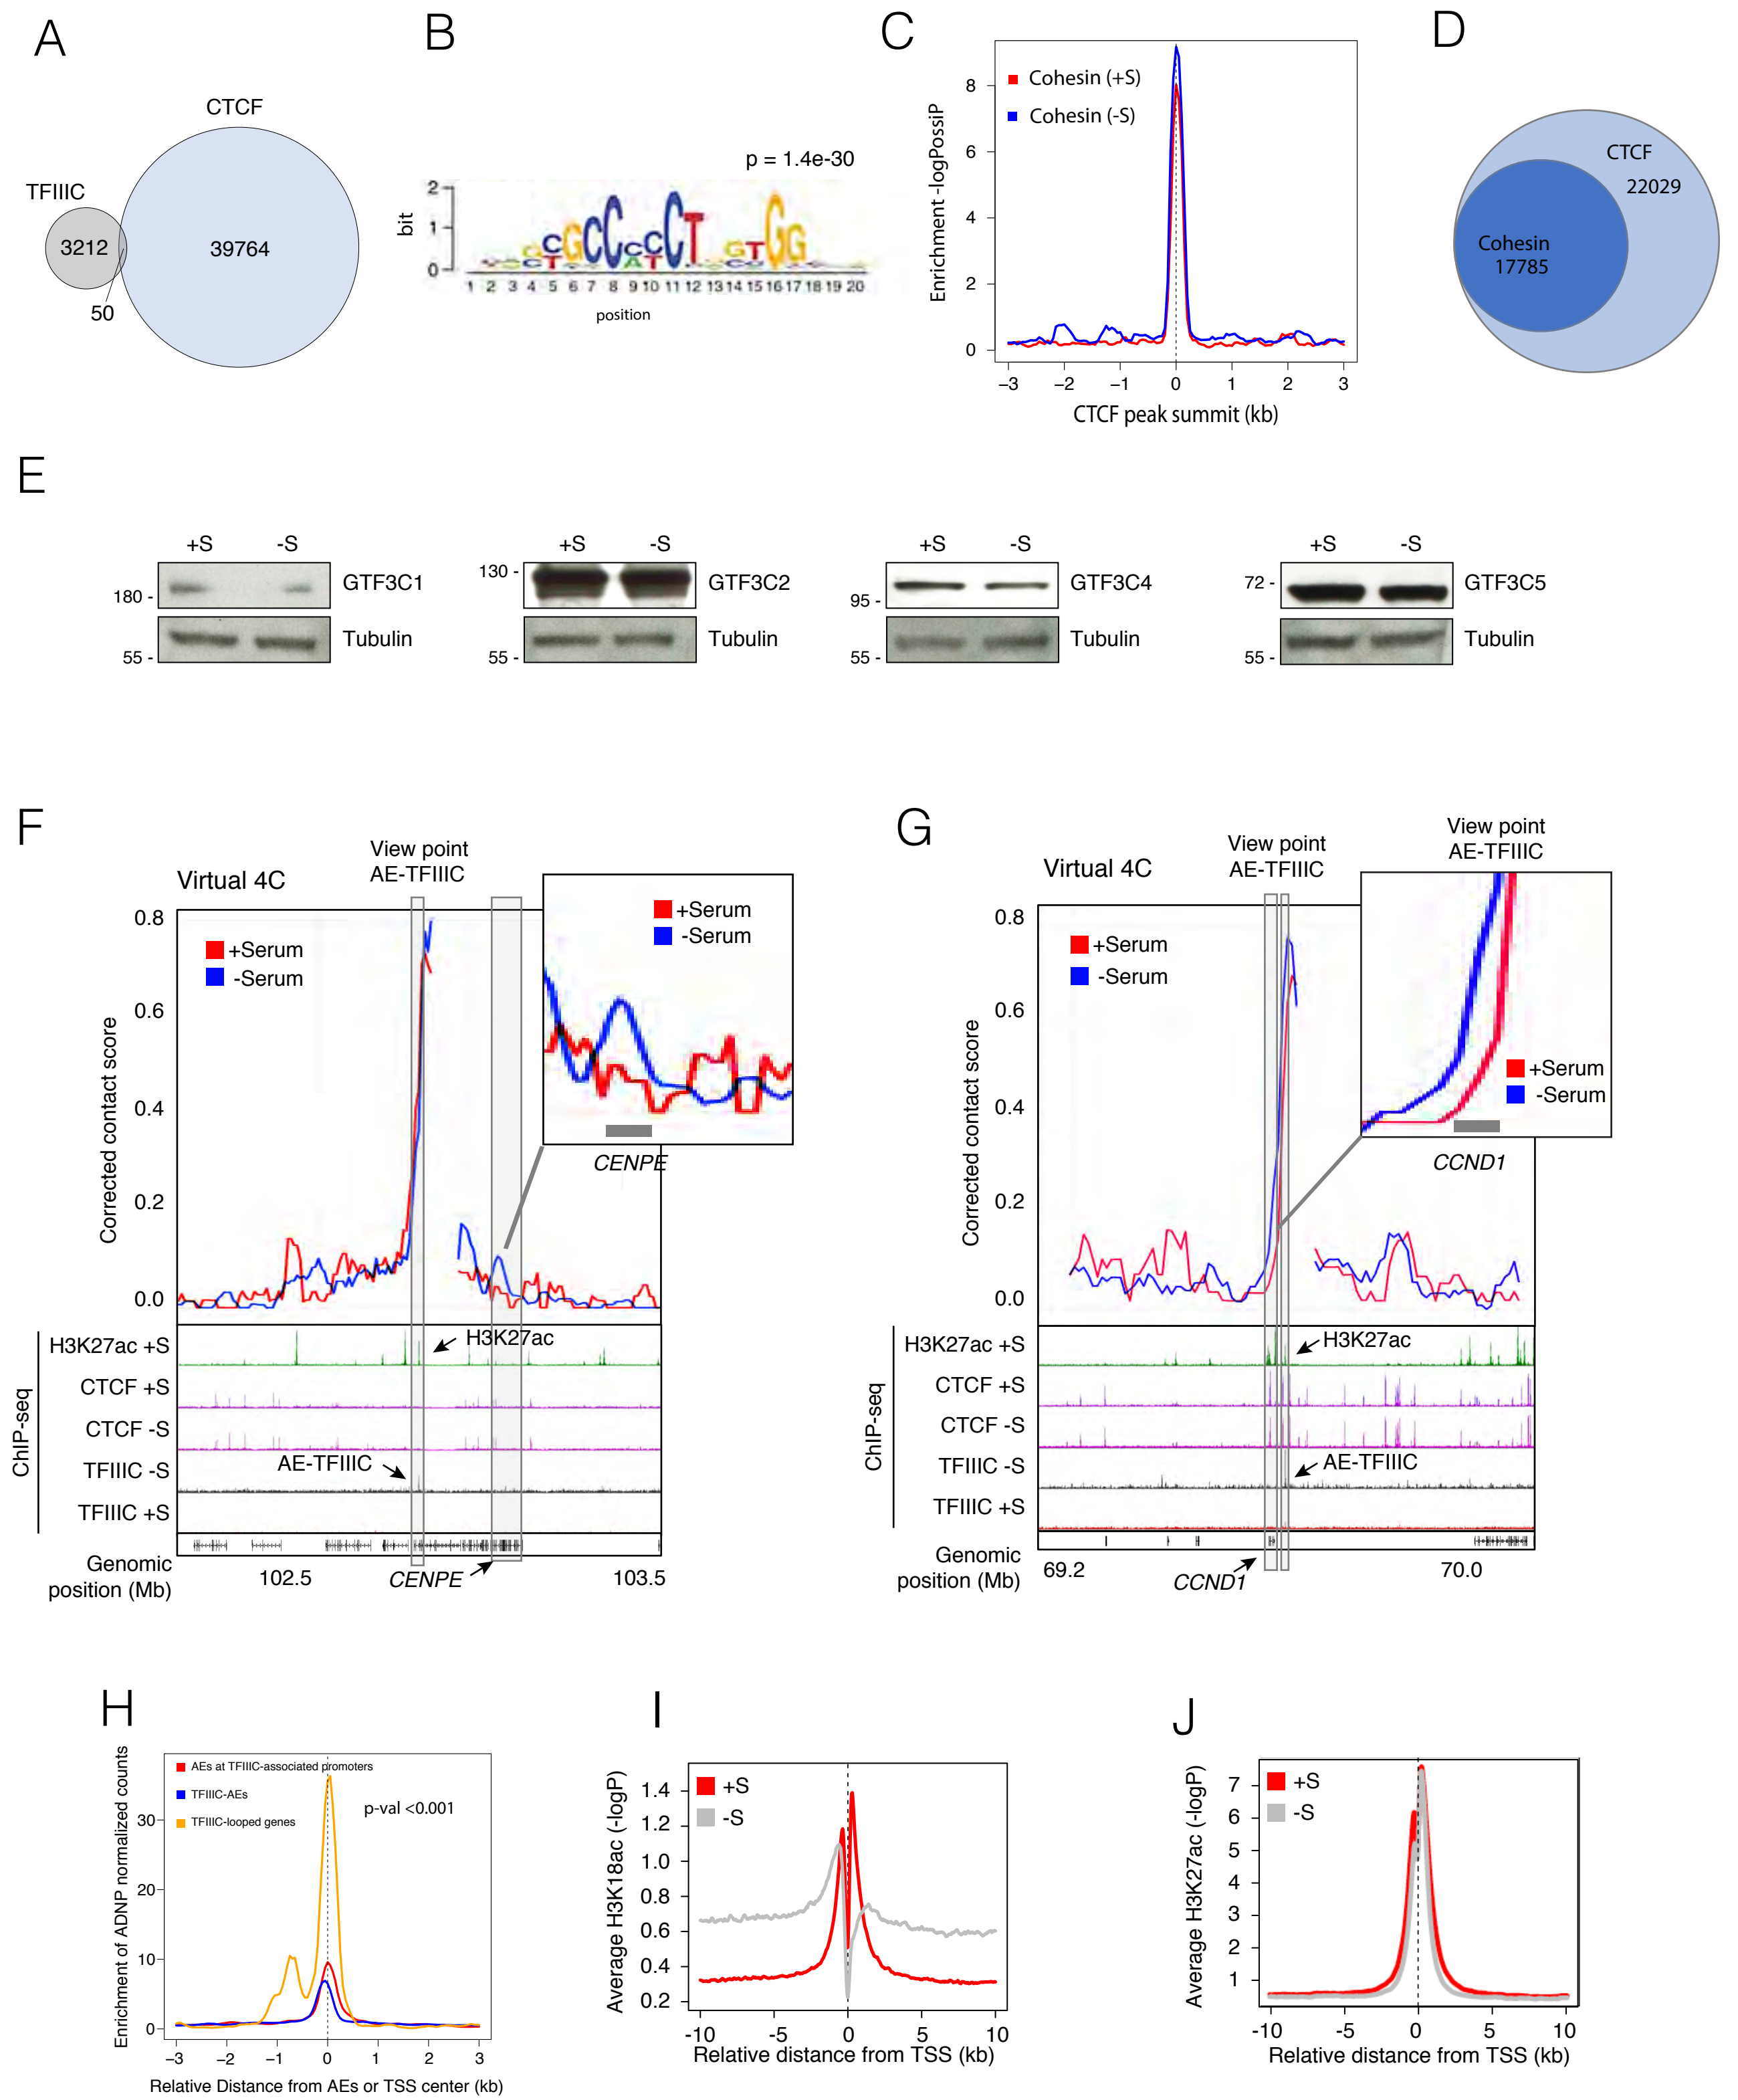 A
CTCF
TFIIIC
3212
39764
50
B
p = 1.4e-30
bit
2
1
0
1 2 3 4 5 6 7 8 9 10 11 12 13 14 15 16 17 18 19 20
position
C
Cohesin (+S)
Cohesin (-S)
Enrichment -logPossiP
8
6
4
2
0
−3 −2 −1 0 1 2 3
CTCF peak summit (kb)
D
CTCF
22029
Cohesin
17785
E
+S -S
180 -
GTF3C1
55 -
Tubulin
+S -S
130 -
GTF3C2
55 -
Tubulin
+S -S
95 -
GTF3C4
55 -
Tubulin
+S -S
72 -
GTF3C5
55 -
Tubulin
F
Virtual 4C
View point
AE-TFIIIC
+Serum
-Serum
+Serum
-Serum
CENPE
Corrected contact score
0.8
0.6
0.4
0.2
0.0
ChIP-seq
H3K27ac +S
CTCF +S
CTCF -S
TFIIIC -S
TFIIIC +S
H3K27ac
AE-TFIIIC
Genomic
position (Mb)
102.5
CENPE
103.5
G
Virtual 4C
View point
AE-TFIIIC
View point
AE-TFIIIC
+Serum
-Serum
+Serum
-Serum
CCND1
Corrected contact score
0.8
0.6
0.4
0.2
0.0
ChIP-seq
H3K27ac +S
CTCF +S
CTCF -S
TFIIIC -S
TFIIIC +S
H3K27ac
AE-TFIIIC
Genomic
position (Mb)
69.2
CCND1
70.0
H
AEs at TFIIIC-associated promoters
TFIIIC-AEs
TFIIIC-looped genes
p-val <0.001
Enrichment of ADNP normalized counts
30
20
10
0
−3 −2 −1 0 1 2 3
Relative Distance from AEs or TSS center (kb)
I
+S
-S
Average H3K18ac (-logP)
1.4
1.2
1.0
0.8
0.6
0.4
0.2
-10 -5 0 5 10
Relative distance from TSS (kb)
J
+S
-S
Average H3K27ac (-logP)
7
6
5
4
3
2
1
-10 -5 0 5 10
Relative distance from TSS (kb)